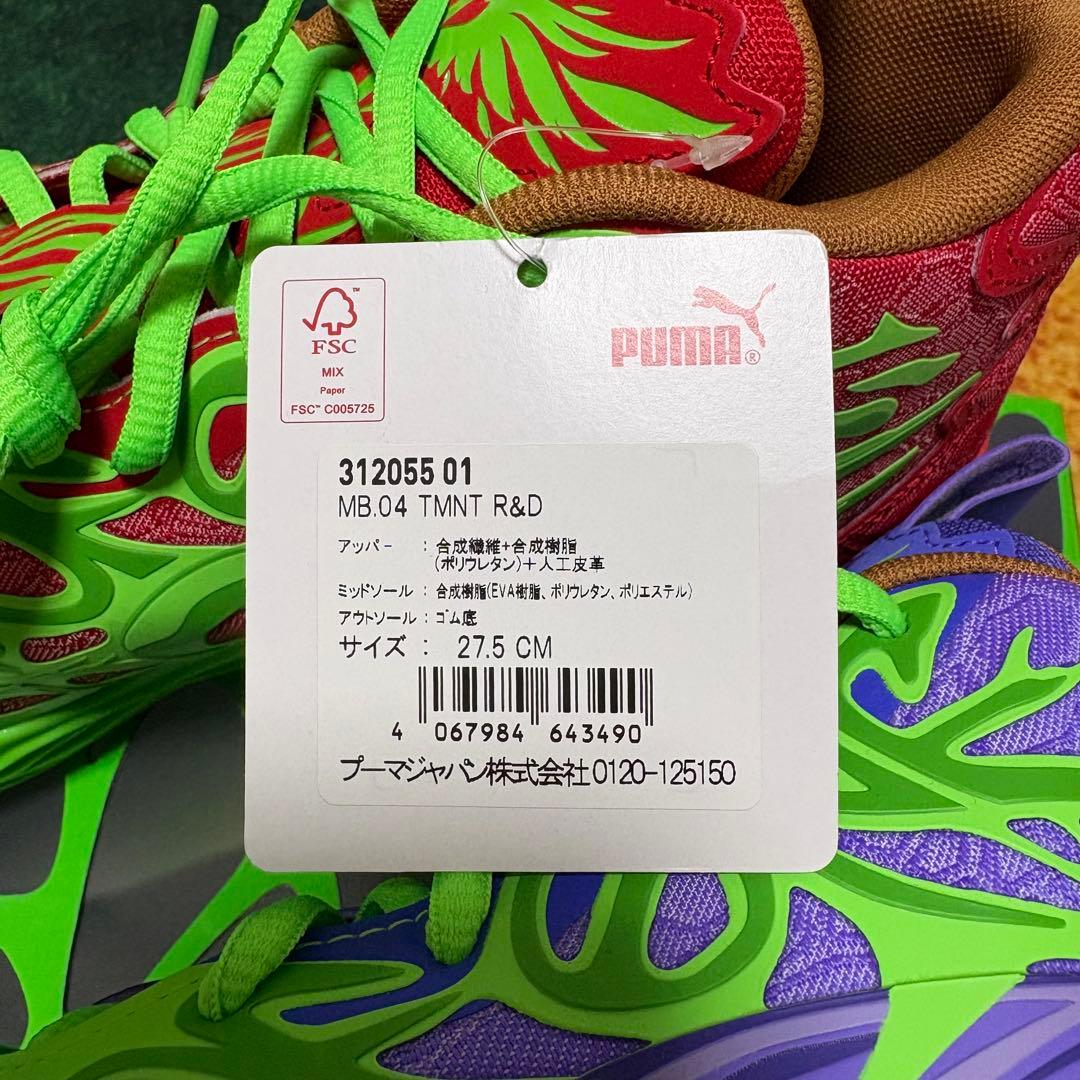 FSC™
MIX
Paper
FSC™ C005725
PUMA®
312055 01
MB.04 TMNT R&D
アッパー : 合成繊維+合成樹脂
(ポリウレタン)+人工皮革
ミッドソール : 合成樹脂(EVA樹脂、ポリウレタン、ポリエステル)
アウトソール : ゴム底
サイズ : 27.5 CM
4 067984 643490
プーマジャパン株式会社0120-125150